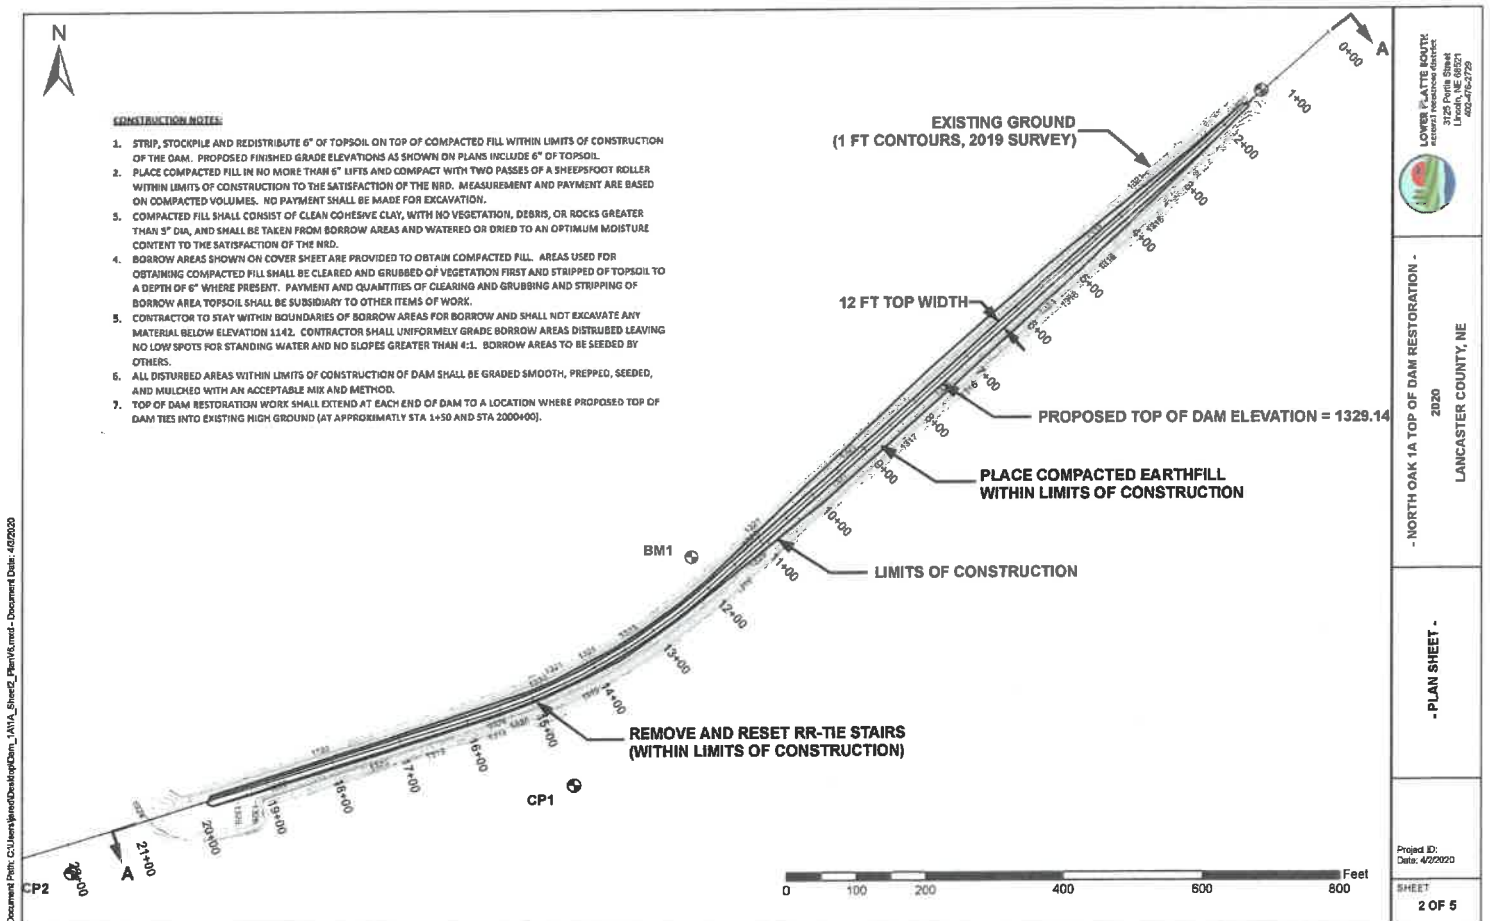 N
CONSTRUCTION NOTES:
1. STRIP, STOCKPILE AND REDISTRIBUTE 6" OF TOPSOIL ON TOP OF COMPACTED FILL WITHIN LIMITS OF CONSTRUCTION
OF THE DAM. PROPOSED FINISHED GRADE ELEVATIONS AS SHOWN ON PLANS INCLUDE 6" OF TOPSOIL.
2. PLACE COMPACTED FILL IN NO MORE THAN 6" LIFTS AND COMPACT WITH TWO PASSES OF A SHEEPSFOOT ROLLER
WITHIN LIMITS OF CONSTRUCTION TO THE SATISFACTION OF THE NRD. MEASUREMENT AND PAYMENT ARE BASED
ON COMPACTED VOLUMES. NO PAYMENT SHALL BE MADE FOR EXCAVATION.
3. COMPACTED FILL SHALL CONSIST OF CLEAN COHESIVE CLAY, WITH NO VEGETATION, DEBRIS, OR ROCKS GREATER
THAN 3" DIA, AND SHALL BE TAKEN FROM BORROW AREAS AND WATERED OR DRIED TO AN OPTIMUM MOISTURE
CONTENT TO THE SATISFACTION OF THE NRD.
4. BORROW AREAS SHOWN ON COVER SHEET ARE PROVIDED TO OBTAIN COMPACTED FILL. AREAS USED FOR
OBTAINING COMPACTED FILL SHALL BE CLEARED AND GRUBBED OF VEGETATION FIRST AND STRIPPED OF TOPSOIL TO
A DEPTH OF 6" WHERE PRESENT. PAYMENT AND QUANTITIES OF CLEARING AND GRUBBING AND STRIPPING OF
BORROW AREA TOPSOIL SHALL BE SUBSIDIARY TO OTHER ITEMS OF WORK.
5. CONTRACTOR TO STAY WITHIN BOUNDARIES OF BORROW AREAS FOR BORROW AND SHALL NOT EXCAVATE ANY
MATERIAL BELOW ELEVATION 1142. CONTRACTOR SHALL UNIFORMELY GRADE BORROW AREAS DISTRUBED LEAVING
NO LOW SPOTS FOR STANDING WATER AND NO SLOPES GREATER THAN 4:1. BORROW AREAS TO BE SEEDED BY
OTHERS.
6. ALL DISTURBED AREAS WITHIN LIMITS OF CONSTRUCTION OF DAM SHALL BE GRADED SMOOTH, PREPPED, SEEDED,
AND MULCHED WITH AN ACCEPTABLE MIX AND METHOD.
7. TOP OF DAM RESTORATION WORK SHALL EXTEND AT EACH END OF DAM TO A LOCATION WHERE PROPOSED TOP OF
DAM TIES INTO EXISTING HIGH GROUND (AT APPROXIMATLY STA 1+50 AND STA 2000+00).
A
0+00
1+00
2+00
3+00
4+00
5+00
6+00
7+00
8+00
9+00
10+00
11+00
12+00
13+00
14+00
15+00
16+00
17+00
18+00
19+00
20+00
21+00
A
EXISTING GROUND
(1 FT CONTOURS, 2019 SURVEY)
12 FT TOP WIDTH
PROPOSED TOP OF DAM ELEVATION = 1329.14
PLACE COMPACTED EARTHFILL
WITHIN LIMITS OF CONSTRUCTION
LIMITS OF CONSTRUCTION
BM1
REMOVE AND RESET RR-TIE STAIRS
(WITHIN LIMITS OF CONSTRUCTION)
CP1
CP2
0 100 200 400 600 800
Feet
LOWER PLATTE SOUTH
natural resources district
3125 Portia Street
Lincoln, NE 68521
402-476-2729
- NORTH OAK 1A TOP OF DAM RESTORATION -
2020
LANCASTER COUNTY, NE
- PLAN SHEET -
Project ID:
Date: 4/2/2020
SHEET
2 OF 5